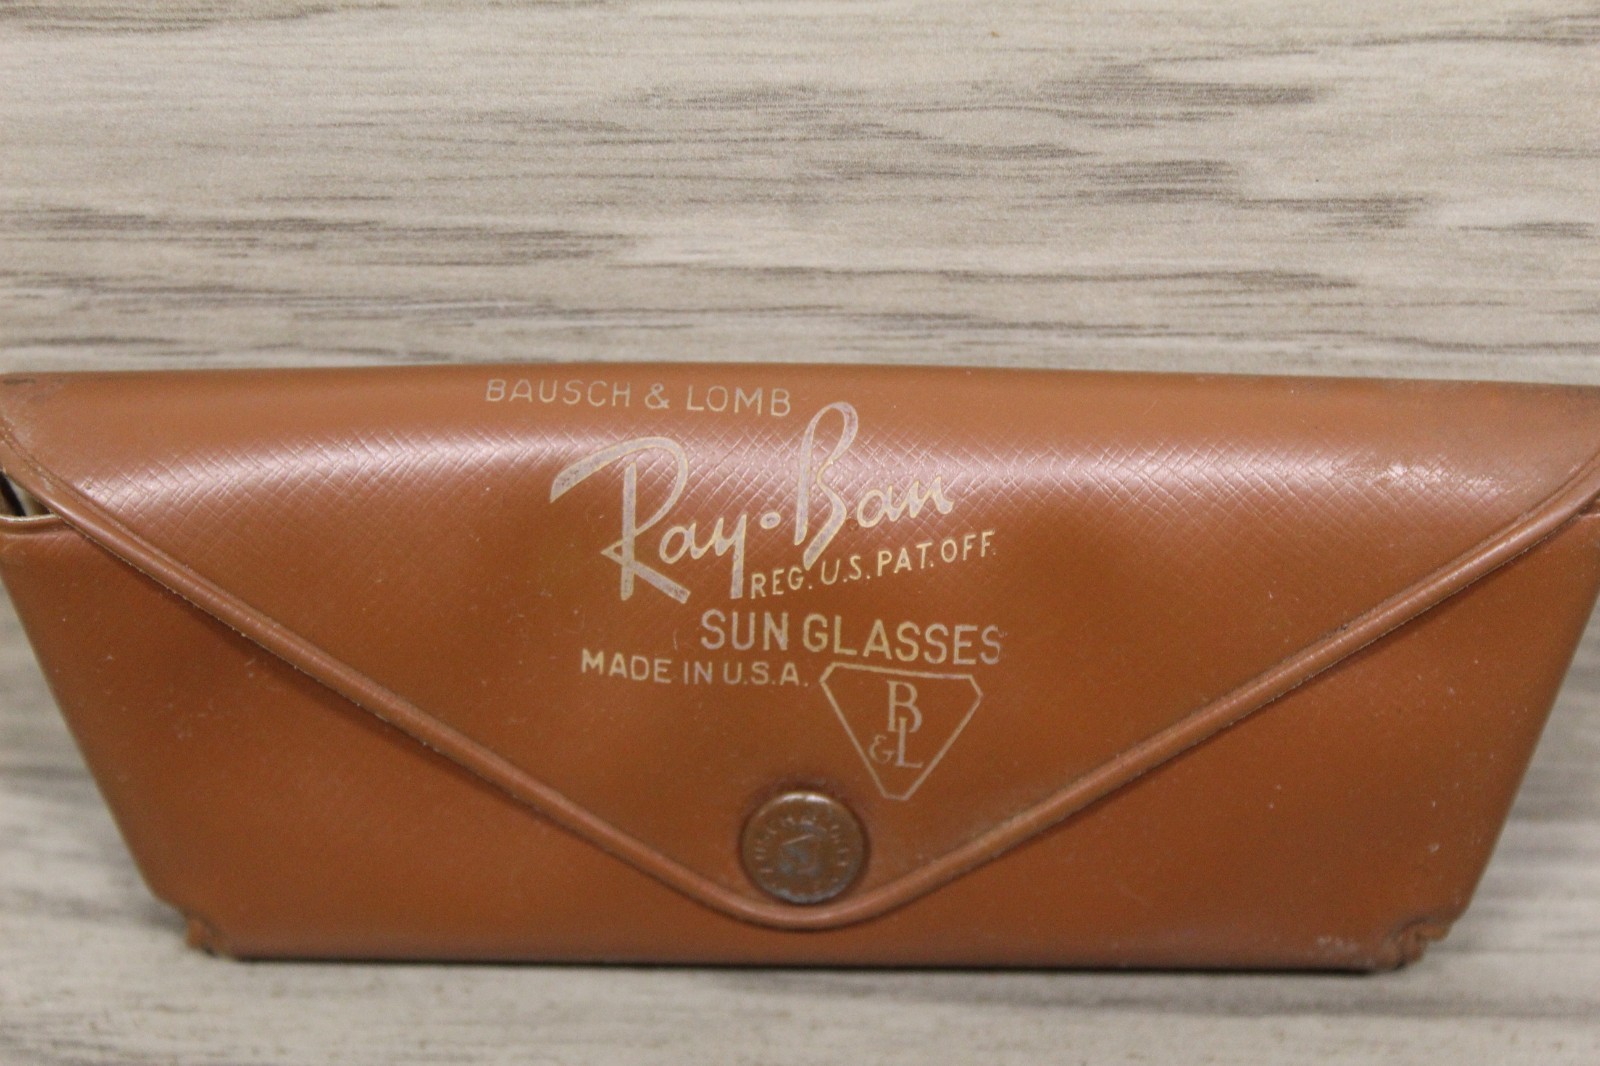 BAUSCH & LOMB
Ray-Ban
REG. U.S. PAT. OFF.
SUN GLASSES
MADE IN U.S.A.
B
&L